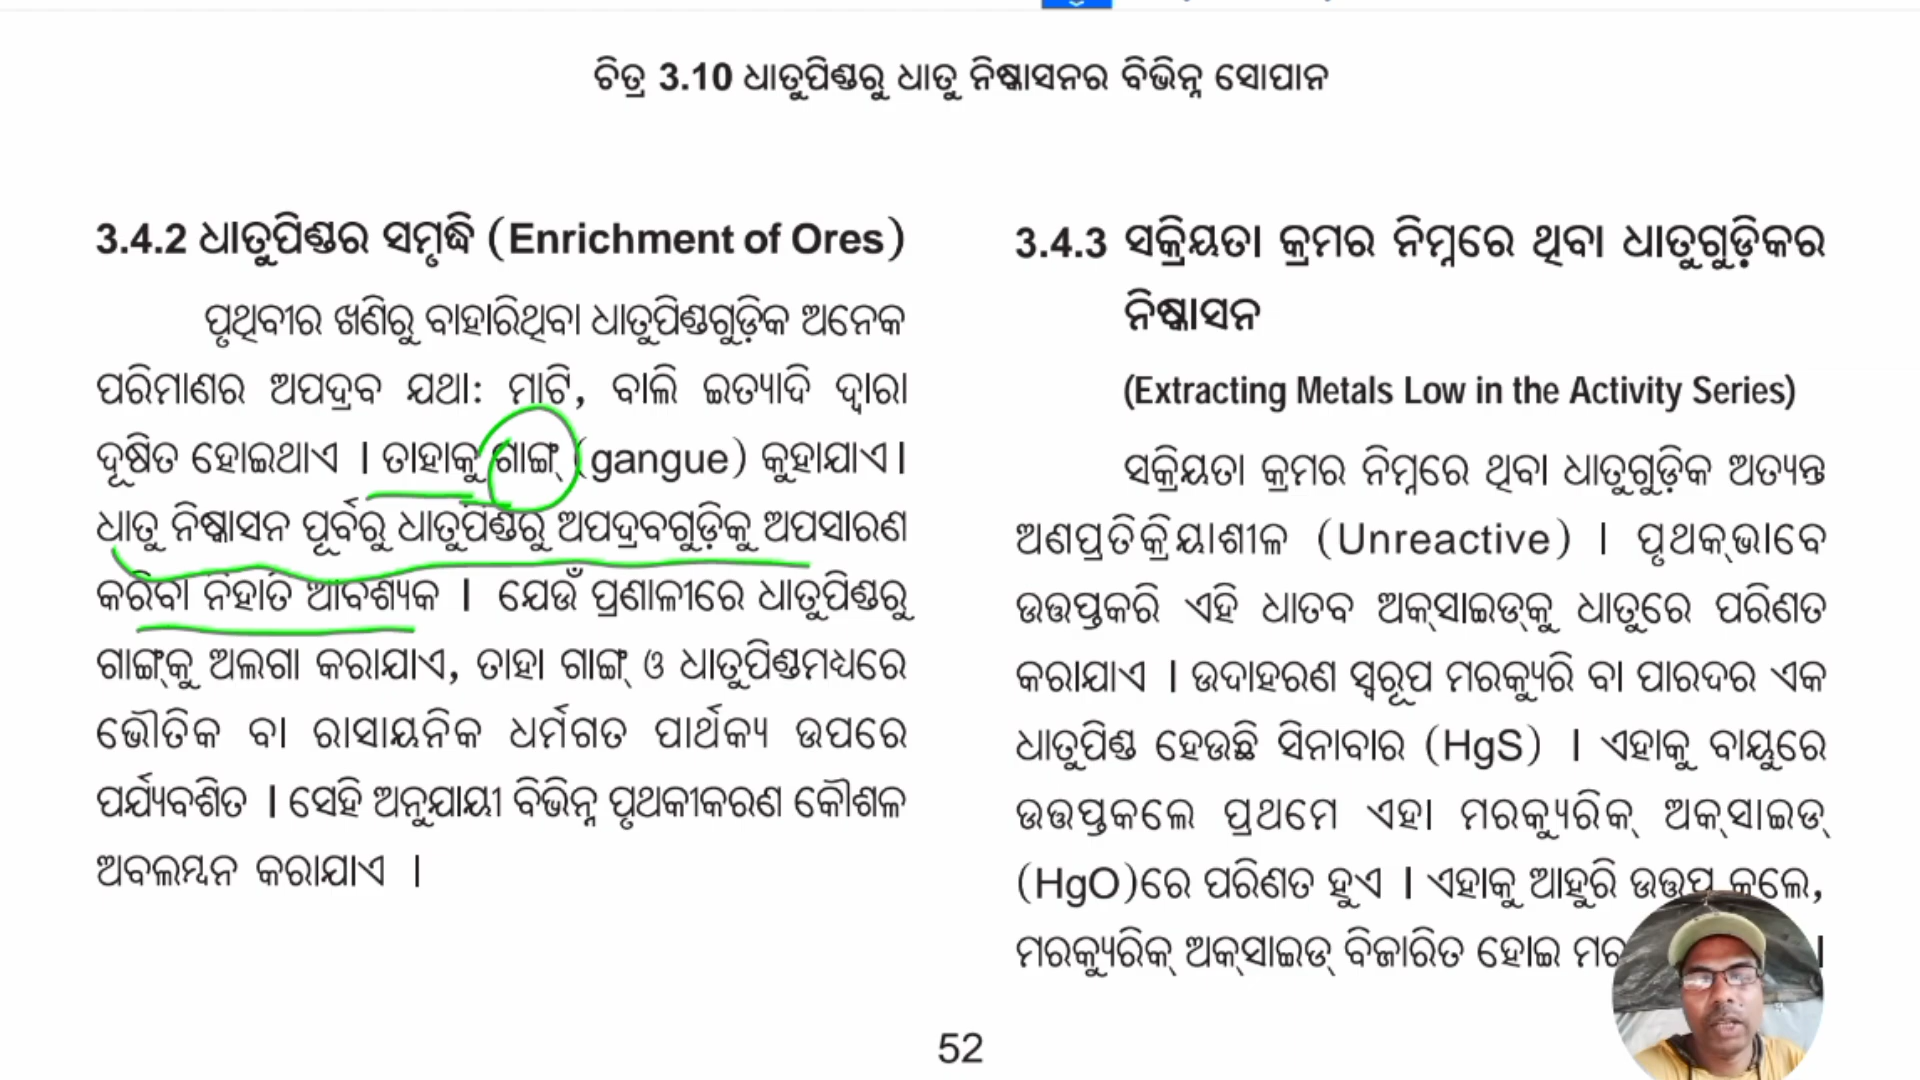 ଚିତ୍ର 3.10 ଧାତୁପିଣ୍ଡରୁ ଧାତୁ ନିଷ୍କାସନର ବିଭିନ୍ନ ସୋପାନ
3.4.2 ଧାତୁପିଣ୍ଡର ସମୃଦ୍ଧି (Enrichment of Ores)
ପୃଥିବୀର ଖଣିରୁ ବାହାରିଥିବା ଧାତୁପିଣ୍ଡଗୁଡ଼ିକ ଅନେକ
ପରିମାଣର ଅପଦ୍ରବ ଯଥା: ମାଟି, ବାଲି ଇତ୍ୟାଦି ଦ୍ୱାରା
ଦୂଷିତ ହୋଇଥାଏ । ତାହାକୁ ଗାଙ୍ଗ୍ (gangue) କୁହାଯାଏ।
ଧାତୁ ନିଷ୍କାସନ ପୂର୍ବରୁ ଧାତୁପିଣ୍ଡରୁ ଅପଦ୍ରବଗୁଡ଼ିକୁ ଅପସାରଣ
କରିବା ନିହାତି ଆବଶ୍ୟକ । ଯେଉଁ ପ୍ରଣାଳୀରେ ଧାତୁପିଣ୍ଡରୁ
ଗାଙ୍ଗ୍‌କୁ ଅଲଗା କରାଯାଏ, ତାହା ଗାଙ୍ଗ୍ ଓ ଧାତୁପିଣ୍ଡମଧ୍ୟରେ
ଭୌତିକ ବା ରାସାୟନିକ ଧର୍ମଗତ ପାର୍ଥକ୍ୟ ଉପରେ
ପର୍ଯ୍ୟବଶିତ । ସେହି ଅନୁଯାୟୀ ବିଭିନ୍ନ ପୃଥକୀକରଣ କୌଶଳ
ଅବଲମ୍ବନ କରାଯାଏ ।
3.4.3 ସକ୍ରିୟତା କ୍ରମର ନିମ୍ନରେ ଥିବା ଧାତୁଗୁଡ଼ିକର
ନିଷ୍କାସନ
(Extracting Metals Low in the Activity Series)
ସକ୍ରିୟତା କ୍ରମର ନିମ୍ନରେ ଥିବା ଧାତୁଗୁଡ଼ିକ ଅତ୍ୟନ୍ତ
ଅଣପ୍ରତିକ୍ରିୟାଶୀଳ (Unreactive) । ପୃଥକ୍‌ଭାବେ
ଉତ୍ତପ୍ତକରି ଏହି ଧାତବ ଅକ୍‌ସାଇଡ୍‌କୁ ଧାତୁରେ ପରିଣତ
କରାଯାଏ । ଉଦାହରଣ ସ୍ୱରୂପ ମରକ୍ୟୁରି ବା ପାରଦର ଏକ
ଧାତୁପିଣ୍ଡ ହେଉଛି ସିନାବାର (HgS) । ଏହାକୁ ବାୟୁରେ
ଉତ୍ତପ୍ତକଲେ ପ୍ରଥମେ ଏହା ମରକ୍ୟୁରିକ୍ ଅକ୍‌ସାଇଡ୍
(HgO)ରେ ପରିଣତ ହୁଏ । ଏହାକୁ ଆହୁରି ଉତ୍ତପ୍ତ କଲେ,
ମରକ୍ୟୁରିକ୍ ଅକ୍‌ସାଇଡ୍ ବିଜାରିତ ହୋଇ
52